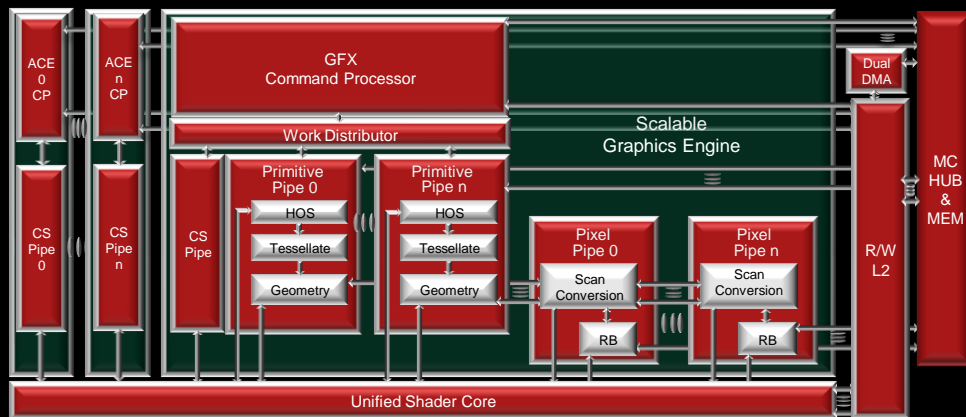 ACE
0
CP
ACE
n
CP
GFX
Command Processor
Dual
DMA
Work Distributor
Scalable
Graphics Engine
CS
Pipe
0
CS
Pipe
n
CS
Pipe
Primitive
Pipe 0
HOS
Tessellate
Geometry
Primitive
Pipe n
HOS
Tessellate
Geometry
Pixel
Pipe 0
Scan
Conversion
RB
Pixel
Pipe n
Scan
Conversion
RB
R/W
L2
MC
HUB
&
MEM
Unified Shader Core